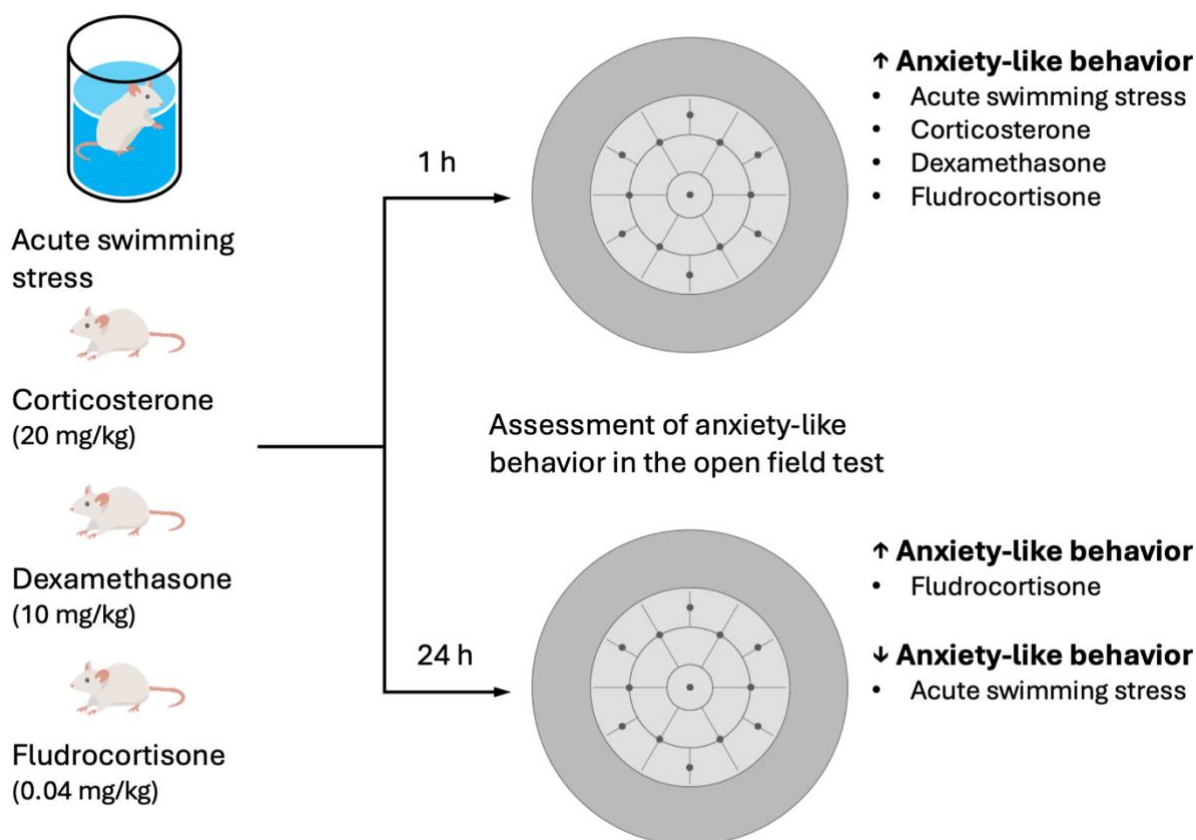 Acute swimming
stress
Corticosterone
(20 mg/kg)
Dexamethasone
(10 mg/kg)
Fludrocortisone
(0.04 mg/kg)
1 h
24 h
Assessment of anxiety-like
behavior in the open field test
↑ Anxiety-like behavior
• Acute swimming stress
• Corticosterone
• Dexamethasone
• Fludrocortisone
↑ Anxiety-like behavior
• Fludrocortisone
↓ Anxiety-like behavior
• Acute swimming stress